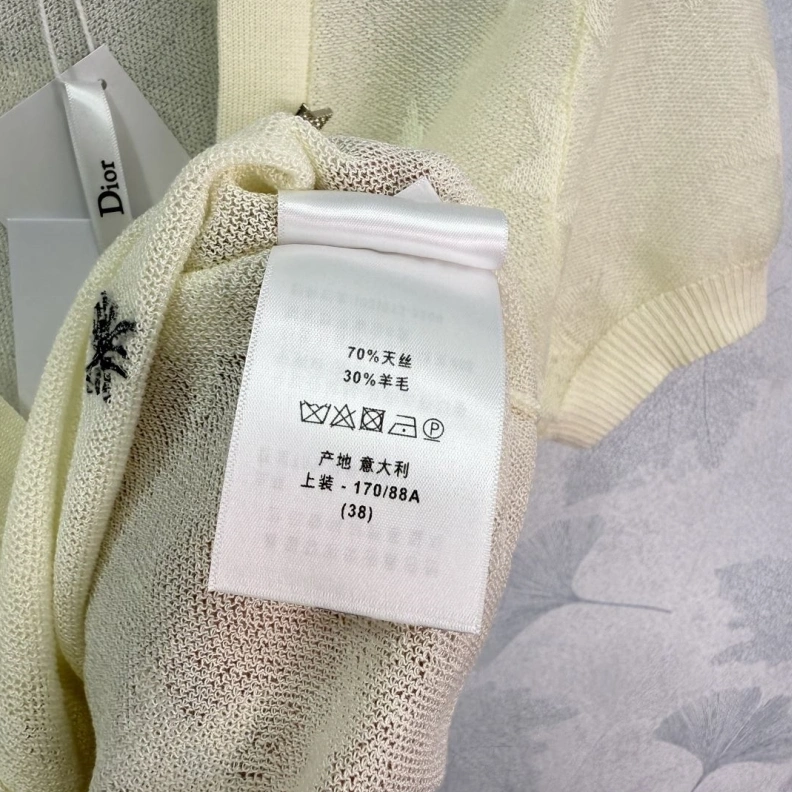 Dior
70%天丝
30%羊毛
P
产地 意大利
上装 - 170/88A
(38)